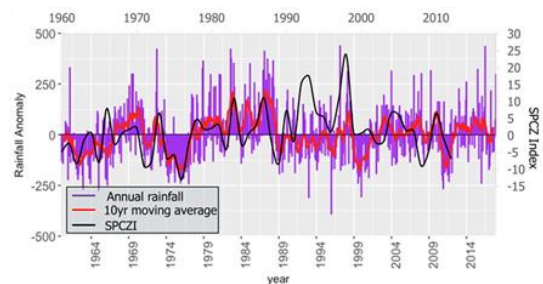 1960 1970 1980 1993 2000 2010
500
250
0
-250
-500
Rainfall Anomaly
30
25
20
15
10
5
0
-5
-10
-15
SPCZ Index
Annual rainfall
10yr moving average
SPCZI
1964 1969 1974 1979 1984 1989 1994 1999 2004 2009 2014
year